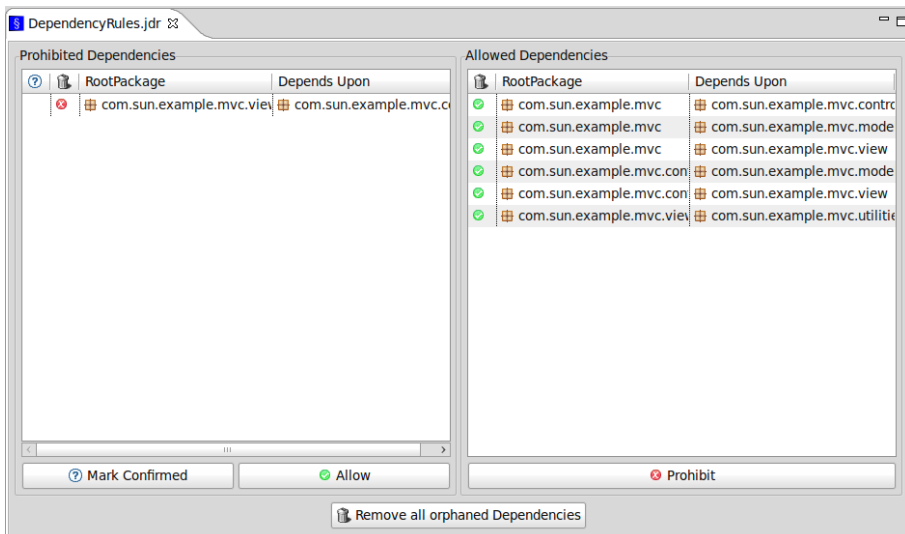 DependencyRules.jdr
Prohibited Dependencies
RootPackage Depends Upon
com.sun.example.mvc.view com.sun.example.mvc.c
Mark Confirmed Allow
Allowed Dependencies
RootPackage Depends Upon
com.sun.example.mvc com.sun.example.mvc.contro
com.sun.example.mvc com.sun.example.mvc.mode
com.sun.example.mvc com.sun.example.mvc.view
com.sun.example.mvc.con com.sun.example.mvc.mode
com.sun.example.mvc.con com.sun.example.mvc.view
com.sun.example.mvc.view com.sun.example.mvc.utilitie
Prohibit
Remove all orphaned Dependencies